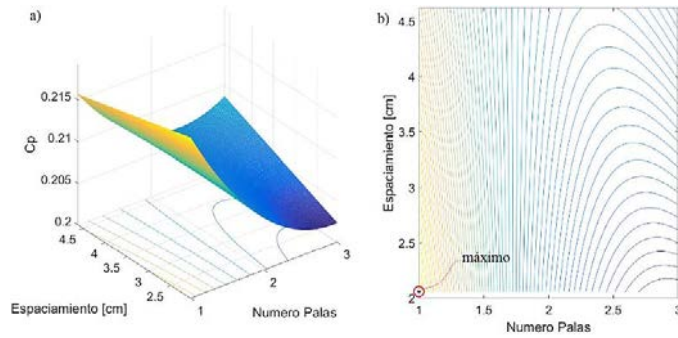 a)
0.215
0.21
0.205
0.2
Cp
4.5
4
3.5
3
2.5
Espaciamiento [cm]
1
2
3
Numero Palas
b)
4.5
4
3.5
3
2.5
2
Espaciamiento [cm]
máximo
1
1.5
2
2.5
3
Numero Palas